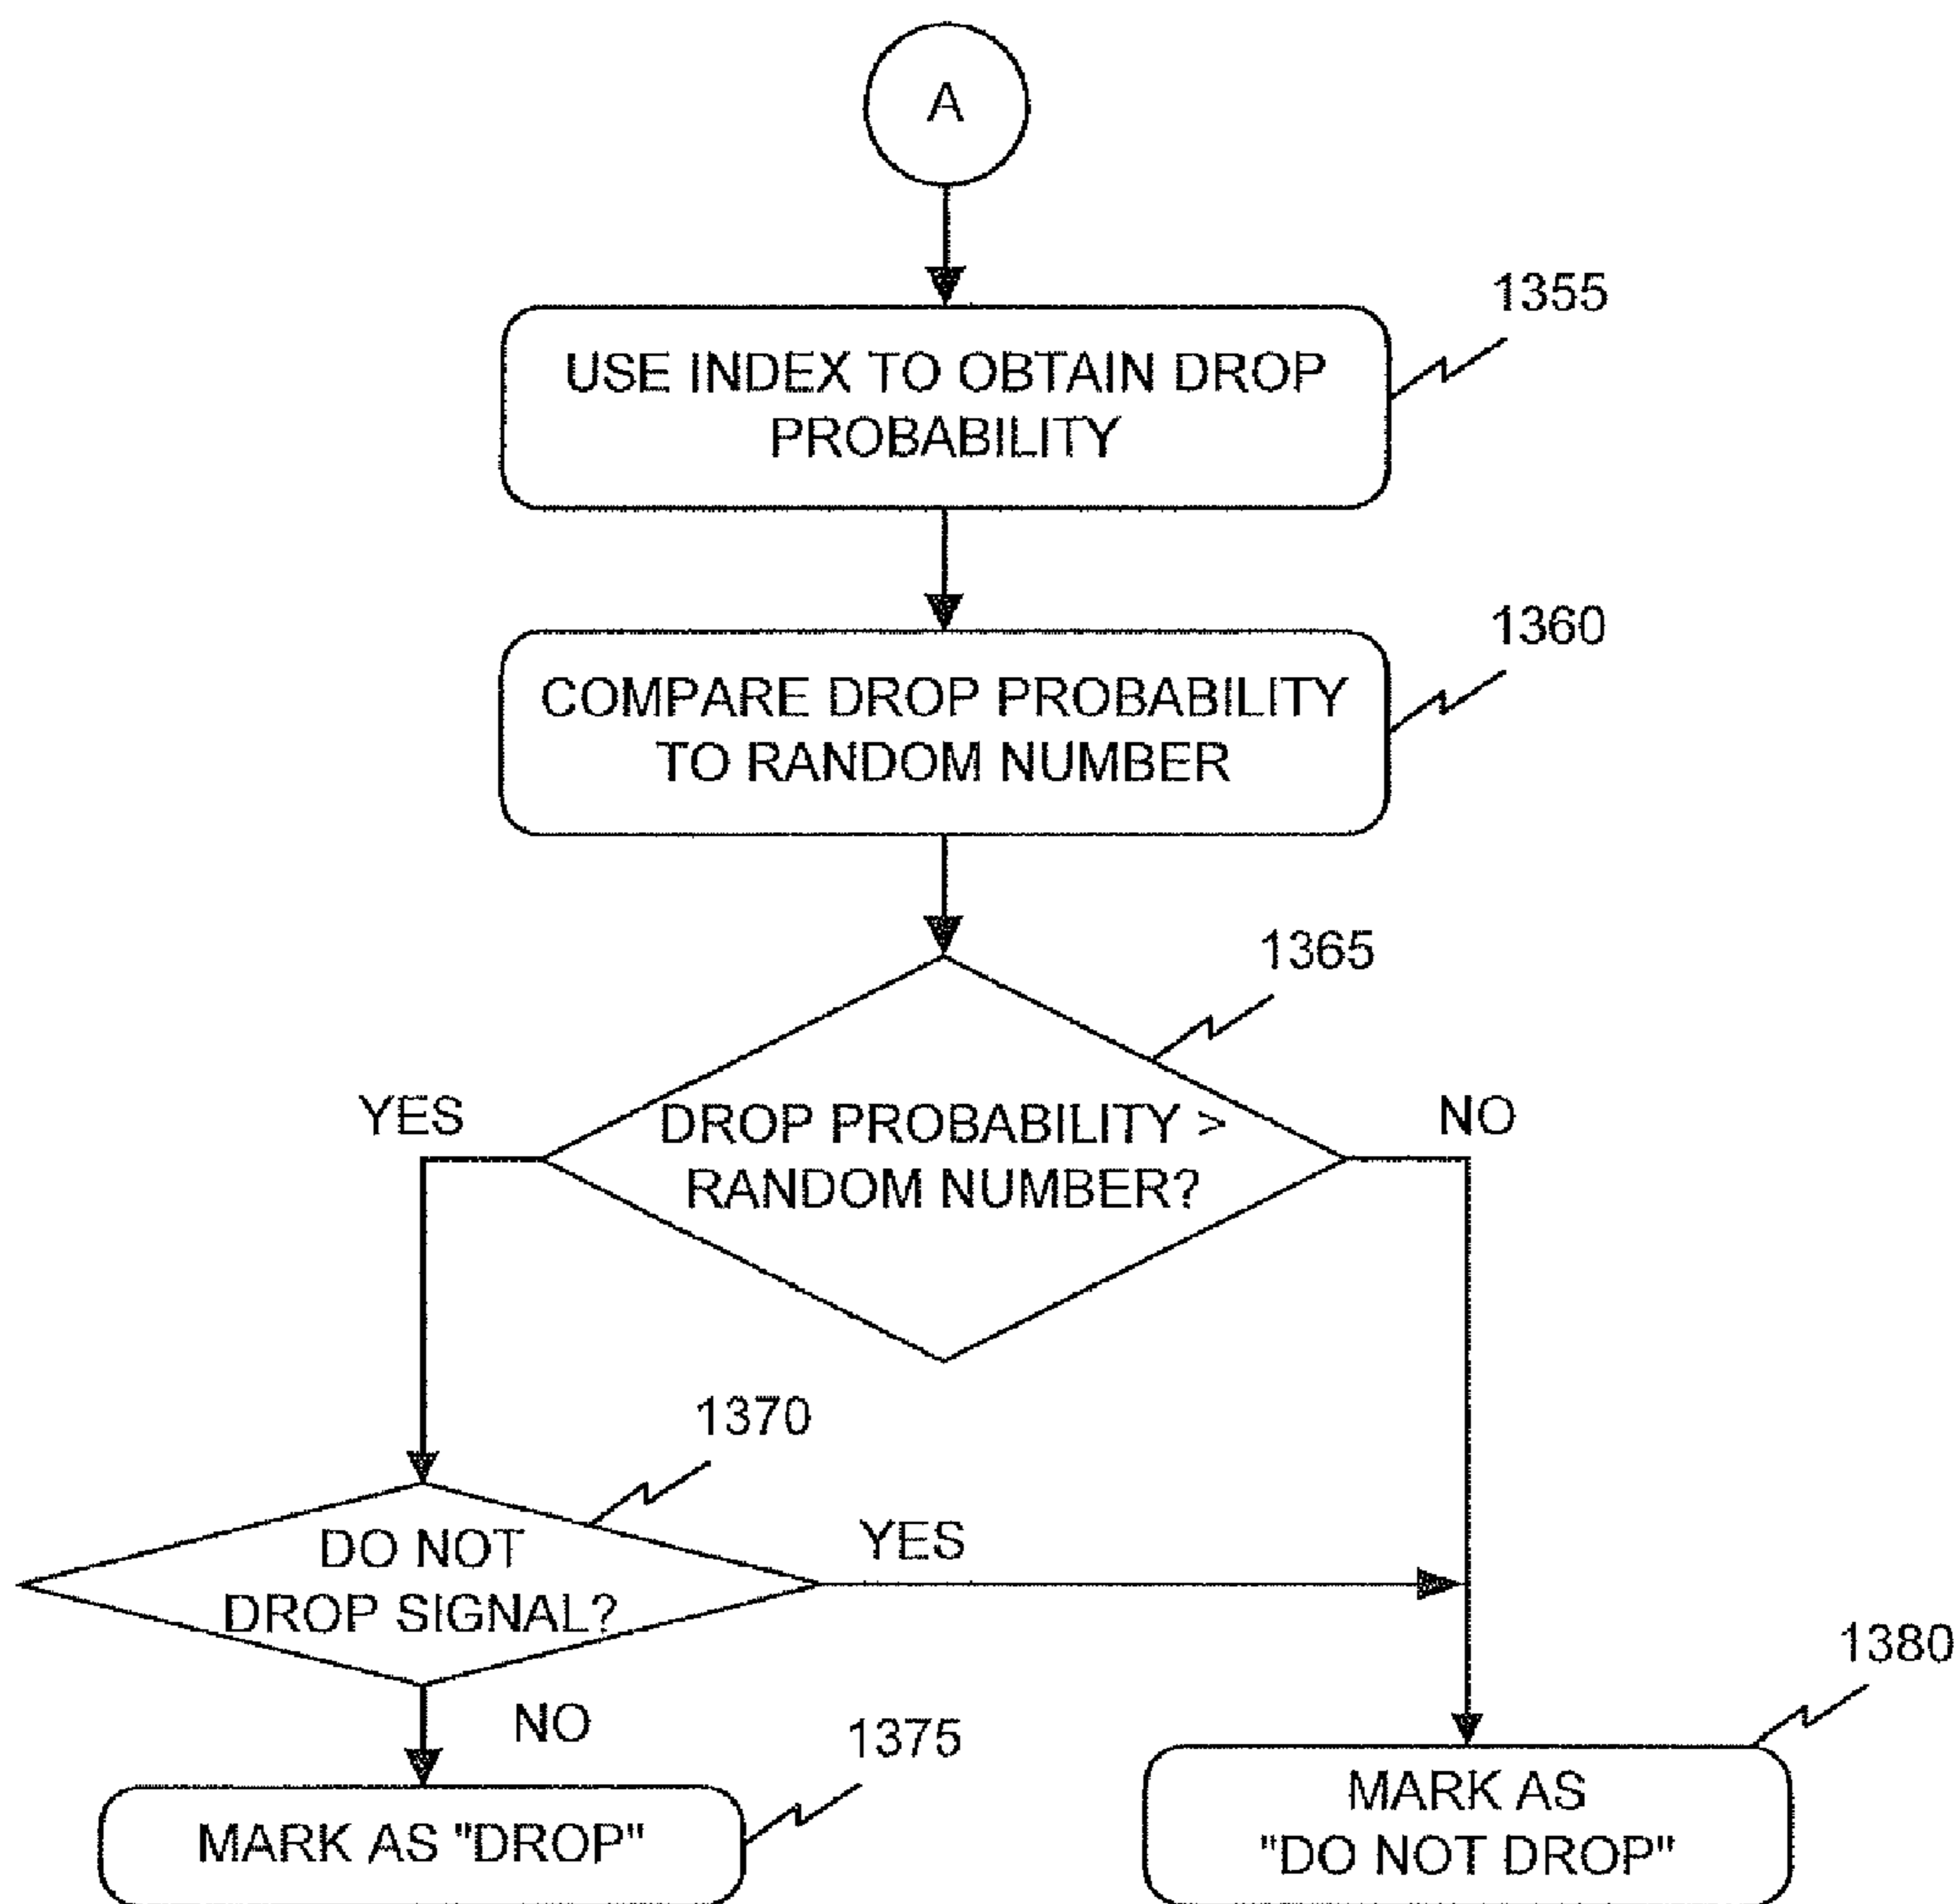 A
1355
USE INDEX TO OBTAIN DROP
PROBABILITY
1360
COMPARE DROP PROBABILITY
TO RANDOM NUMBER
1365
YES
DROP PROBABILITY >
RANDOM NUMBER?
NO
1370
DO NOT
DROP SIGNAL?
YES
NO
1375
MARK AS "DROP"
1380
MARK AS
"DO NOT DROP"